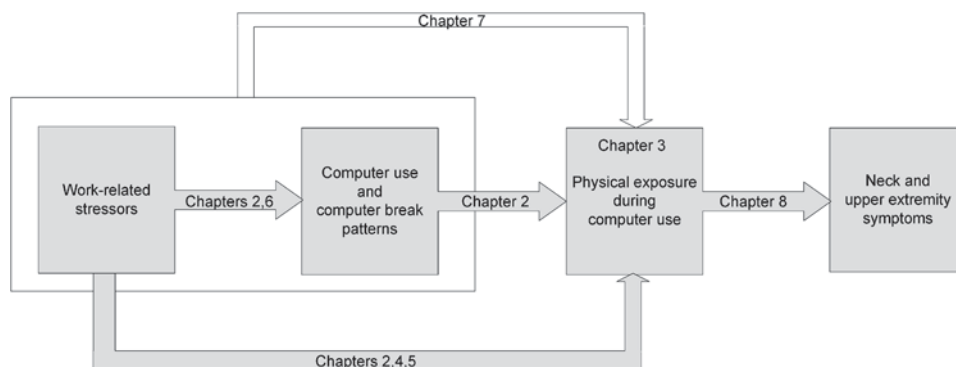 Chapter 7
Work-related
stressors
Chapters 2,6
Computer use
and
computer break
patterns
Chapter 2
Chapter 3
Physical exposure
during
computer use
Chapter 8
Neck and
upper extremity
symptoms
Chapters 2,4,5